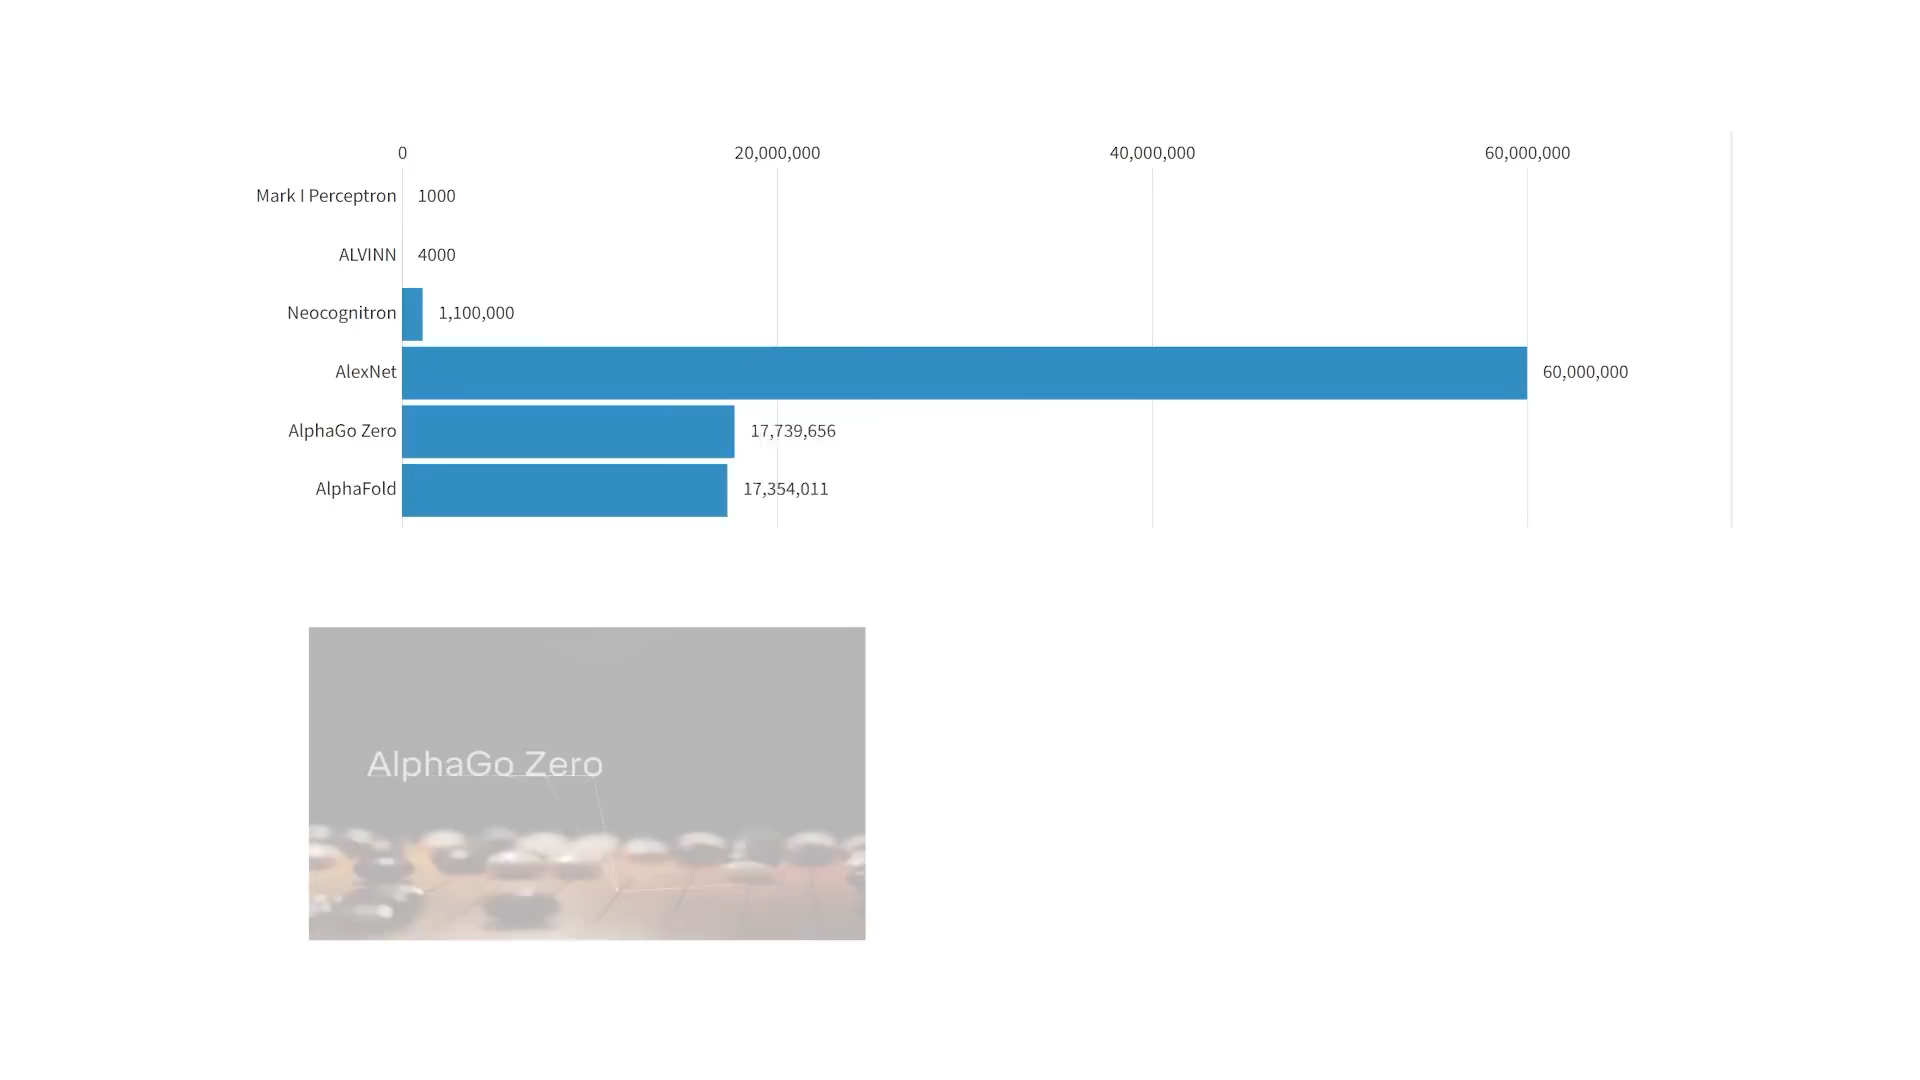 0 20,000,000 40,000,000 60,000,000
Mark I Perceptron 1000
ALVINN 4000
Neocognitron 1,100,000
AlexNet 60,000,000
AlphaGo Zero 17,739,656
AlphaFold 17,354,011
AlphaGo Zero